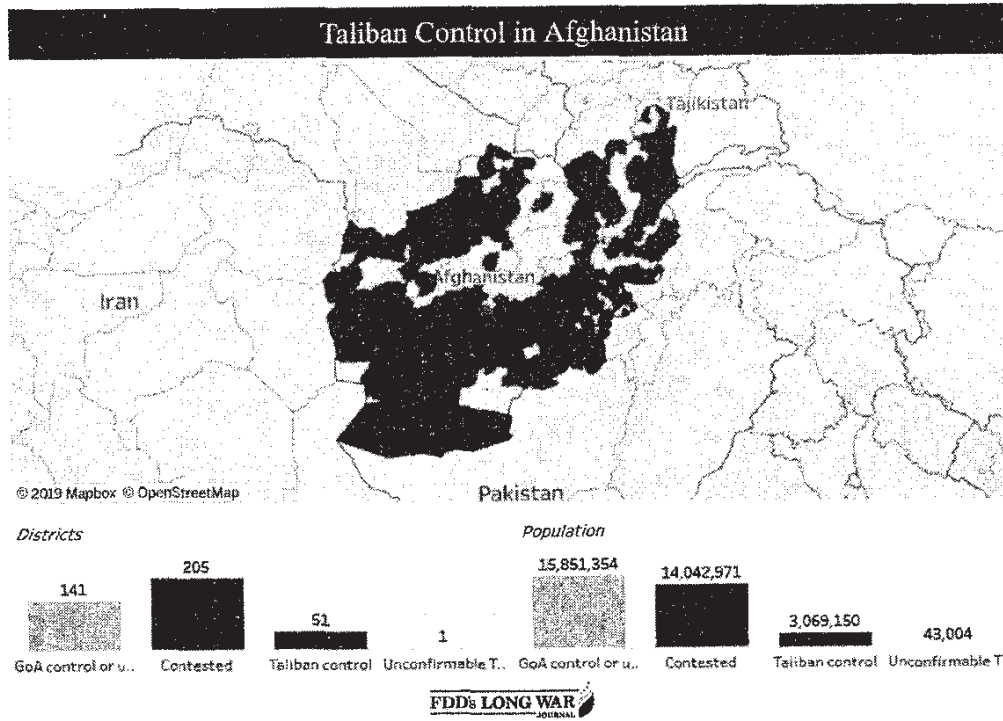 Taliban Control in Afghanistan
Tajikistan
Afghanistan
Iran
Pakistan
© 2019 Mapbox © OpenStreetMap
Districts
141
205
51
1
GoA control or u..
Contested
Taliban control
Unconfirmable T..
Population
15,851,354
14,042,971
3,069,150
43,004
GoA control or u..
Contested
Taliban control
Unconfirmable T
FDD's LONG WAR
JOURNAL